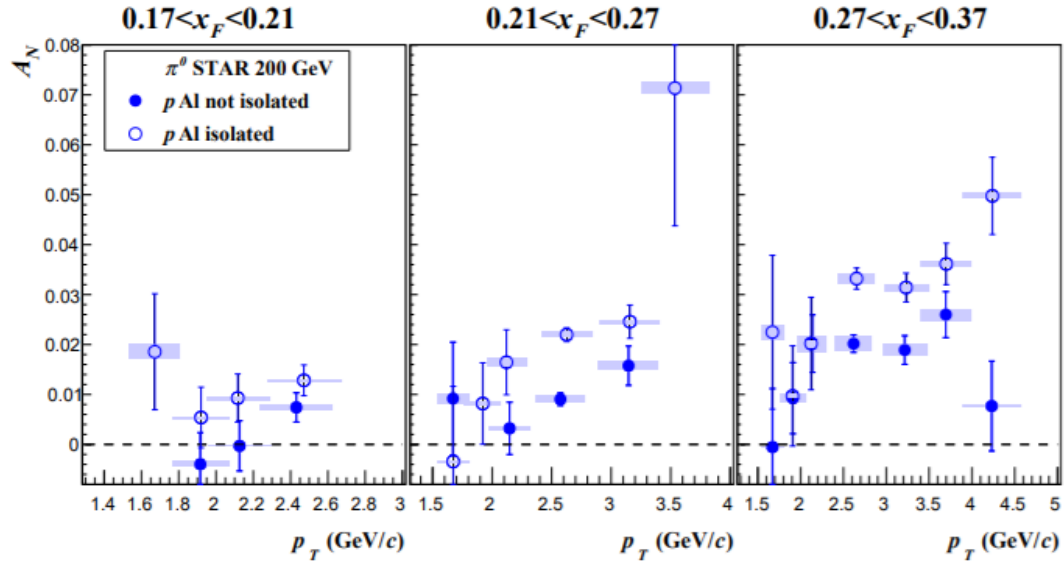 0.17<x_F<0.21
0.21<x_F<0.27
0.27<x_F<0.37
A_N
0.08
0.07
0.06
0.05
0.04
0.03
0.02
0.01
0
π⁰ STAR 200 GeV
p Al not isolated
p Al isolated
1.4 1.6 1.8 2 2.2 2.4 2.6 2.8 3
1.5 2 2.5 3 3.5 4
1.5 2 2.5 3 3.5 4 4.5 5
p_T (GeV/c)
p_T (GeV/c)
p_T (GeV/c)